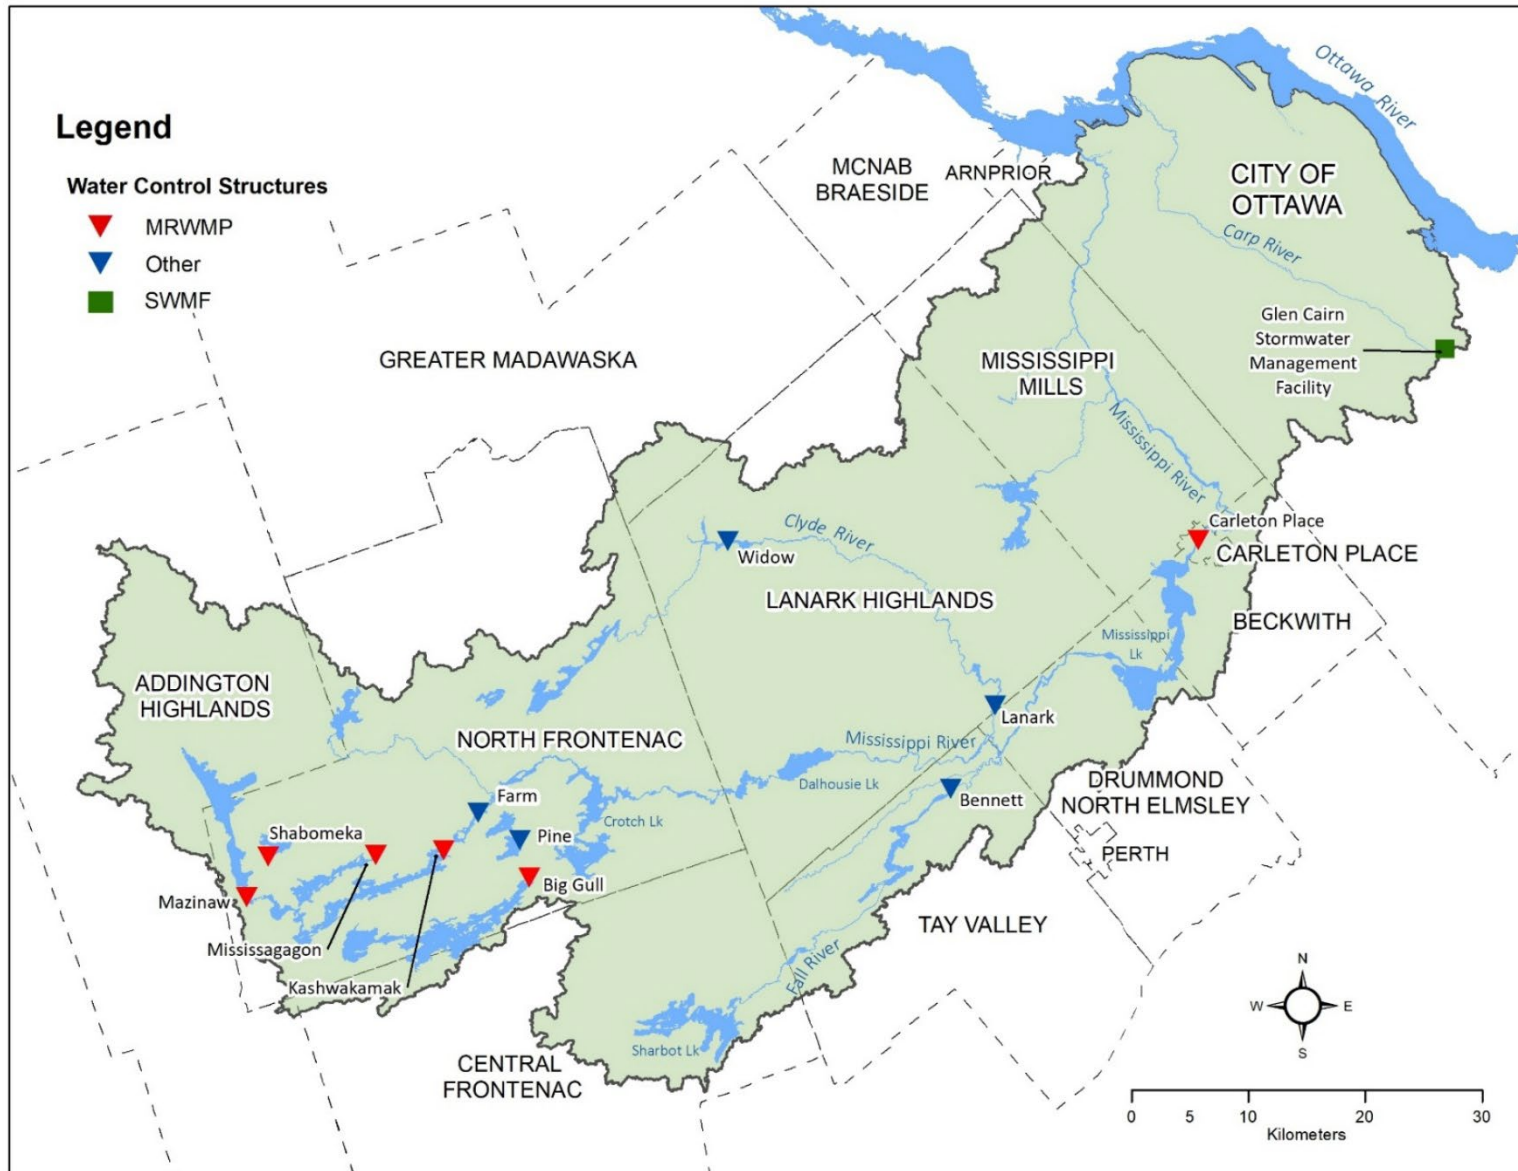 Legend
Water Control Structures
MRWMP
Other
SWMF
Ottawa River
MCNAB
BRAESIDE
ARNPRIOR
CITY OF
OTTAWA
Carp River
Glen Cairn
Stormwater
Management
Facility
GREATER MADAWASKA
MISSISSIPPI
MILLS
Mississippi River
Carleton Place
CARLETON PLACE
Clyde River
Widow
LANARK HIGHLANDS
BECKWITH
Mississippi
Lk
ADDINGTON
HIGHLANDS
Lanark
NORTH FRONTENAC
Mississippi River
Dalhousie Lk
DRUMMOND
NORTH ELMSLEY
Bennett
Farm
Crotch Lk
Shabomeka
Pine
PERTH
Big Gull
Mazinaw
TAY VALLEY
Mississagagon
Kashwakamak
Fall River
Sharbot Lk
CENTRAL
FRONTENAC
N
W E
S
0 5 10 20 30
Kilometers